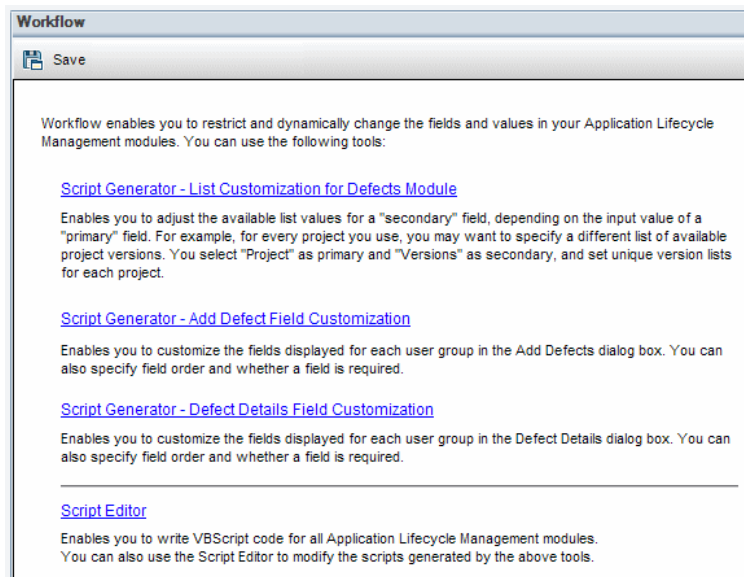 Workflow
Save
Workflow enables you to restrict and dynamically change the fields and values in your Application Lifecycle
Management modules. You can use the following tools:
Script Generator - List Customization for Defects Module
Enables you to adjust the available list values for a "secondary" field, depending on the input value of a
"primary" field. For example, for every project you use, you may want to specify a different list of available
project versions. You select "Project" as primary and "Versions" as secondary, and set unique version lists
for each project.
Script Generator - Add Defect Field Customization
Enables you to customize the fields displayed for each user group in the Add Defects dialog box. You can
also specify field order and whether a field is required.
Script Generator - Defect Details Field Customization
Enables you to customize the fields displayed for each user group in the Defect Details dialog box. You can
also specify field order and whether a field is required.
Script Editor
Enables you to write VBScript code for all Application Lifecycle Management modules.
You can also use the Script Editor to modify the scripts generated by the above tools.